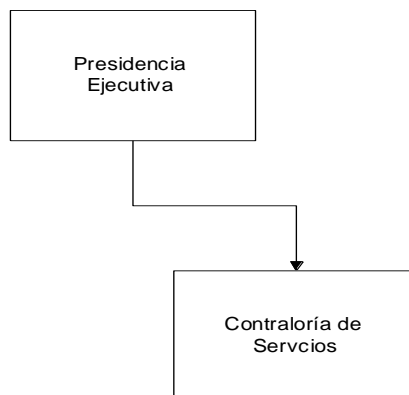 Presidencia
Ejecutiva
Contraloría de
Servcios